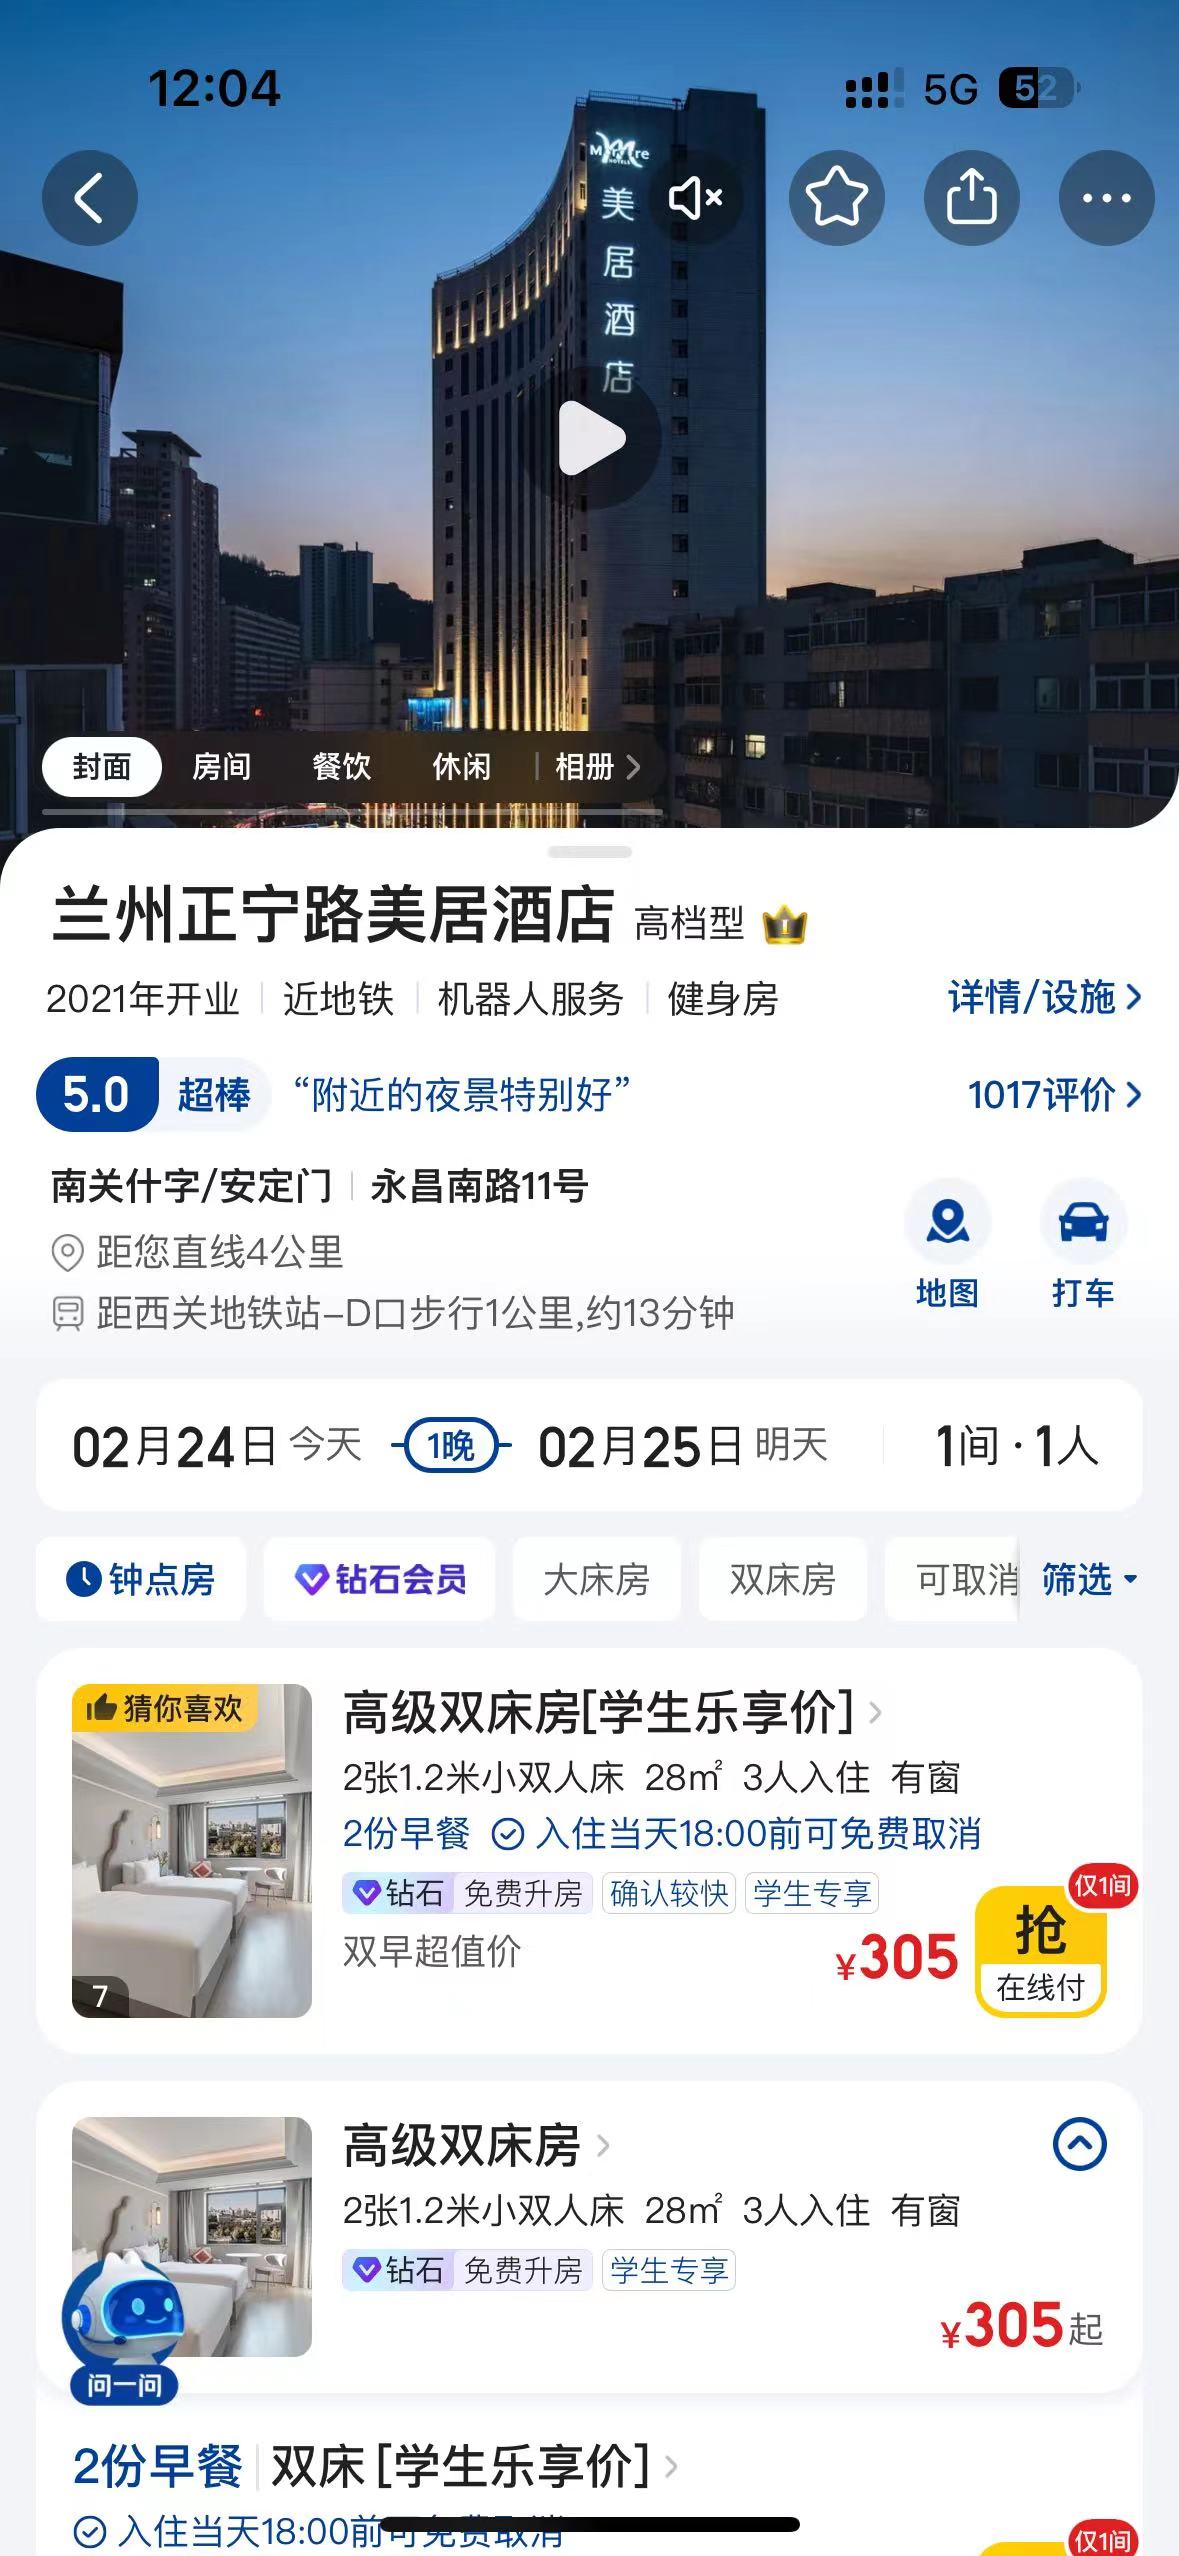 12:04
5G 52
Mercure
HOTELS
美居酒店
封面 房间 餐饮 休闲 相册
兰州正宁路美居酒店 高档型
2021年开业 近地铁 机器人服务 健身房 详情/设施
5.0 超棒 “附近的夜景特别好” 1017评价
南关什字/安定门 永昌南路11号
距您直线4公里
距西关地铁站-D口步行1公里,约13分钟
地图 打车
02月24日 今天 1晚 02月25日 明天 1间·1人
钟点房 钻石会员 大床房 双床房 可取消 筛选
猜你喜欢
高级双床房[学生乐享价]
2张1.2米小双人床 28㎡ 3人入住 有窗
2份早餐 入住当天18:00前可免费取消
钻石 免费升房 确认较快 学生专享
仅1间
双早超值价 ¥305 抢
在线付
7
高级双床房
2张1.2米小双人床 28㎡ 3人入住 有窗
钻石 免费升房 学生专享
¥305起
问一问
2份早餐 双床 [学生乐享价]
入住当天18:00前可免费取消
仅1间